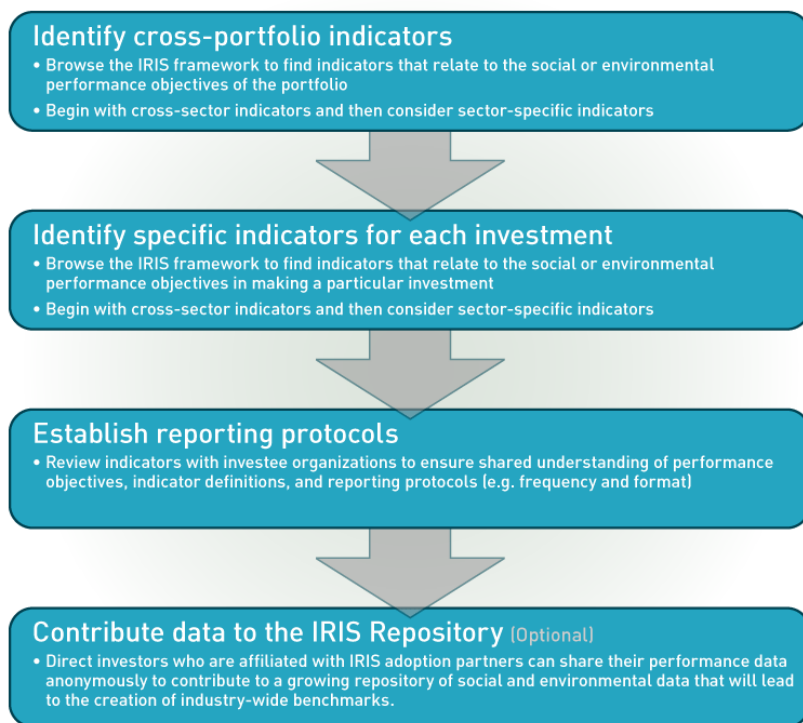 Identify cross-portfolio indicators
• Browse the IRIS framework to find indicators that relate to the social or environmental
performance objectives of the portfolio
• Begin with cross-sector indicators and then consider sector-specific indicators
Identify specific indicators for each investment
• Browse the IRIS framework to find indicators that relate to the social or environmental
performance objectives in making a particular investment
• Begin with cross-sector indicators and then consider sector-specific indicators
Establish reporting protocols
• Review indicators with investee organizations to ensure shared understanding of performance
objectives, indicator definitions, and reporting protocols (e.g. frequency and format)
Contribute data to the IRIS Repository (Optional)
• Direct investors who are affiliated with IRIS adoption partners can share their performance data
anonymously to contribute to a growing repository of social and environmental data that will lead
to the creation of industry-wide benchmarks.